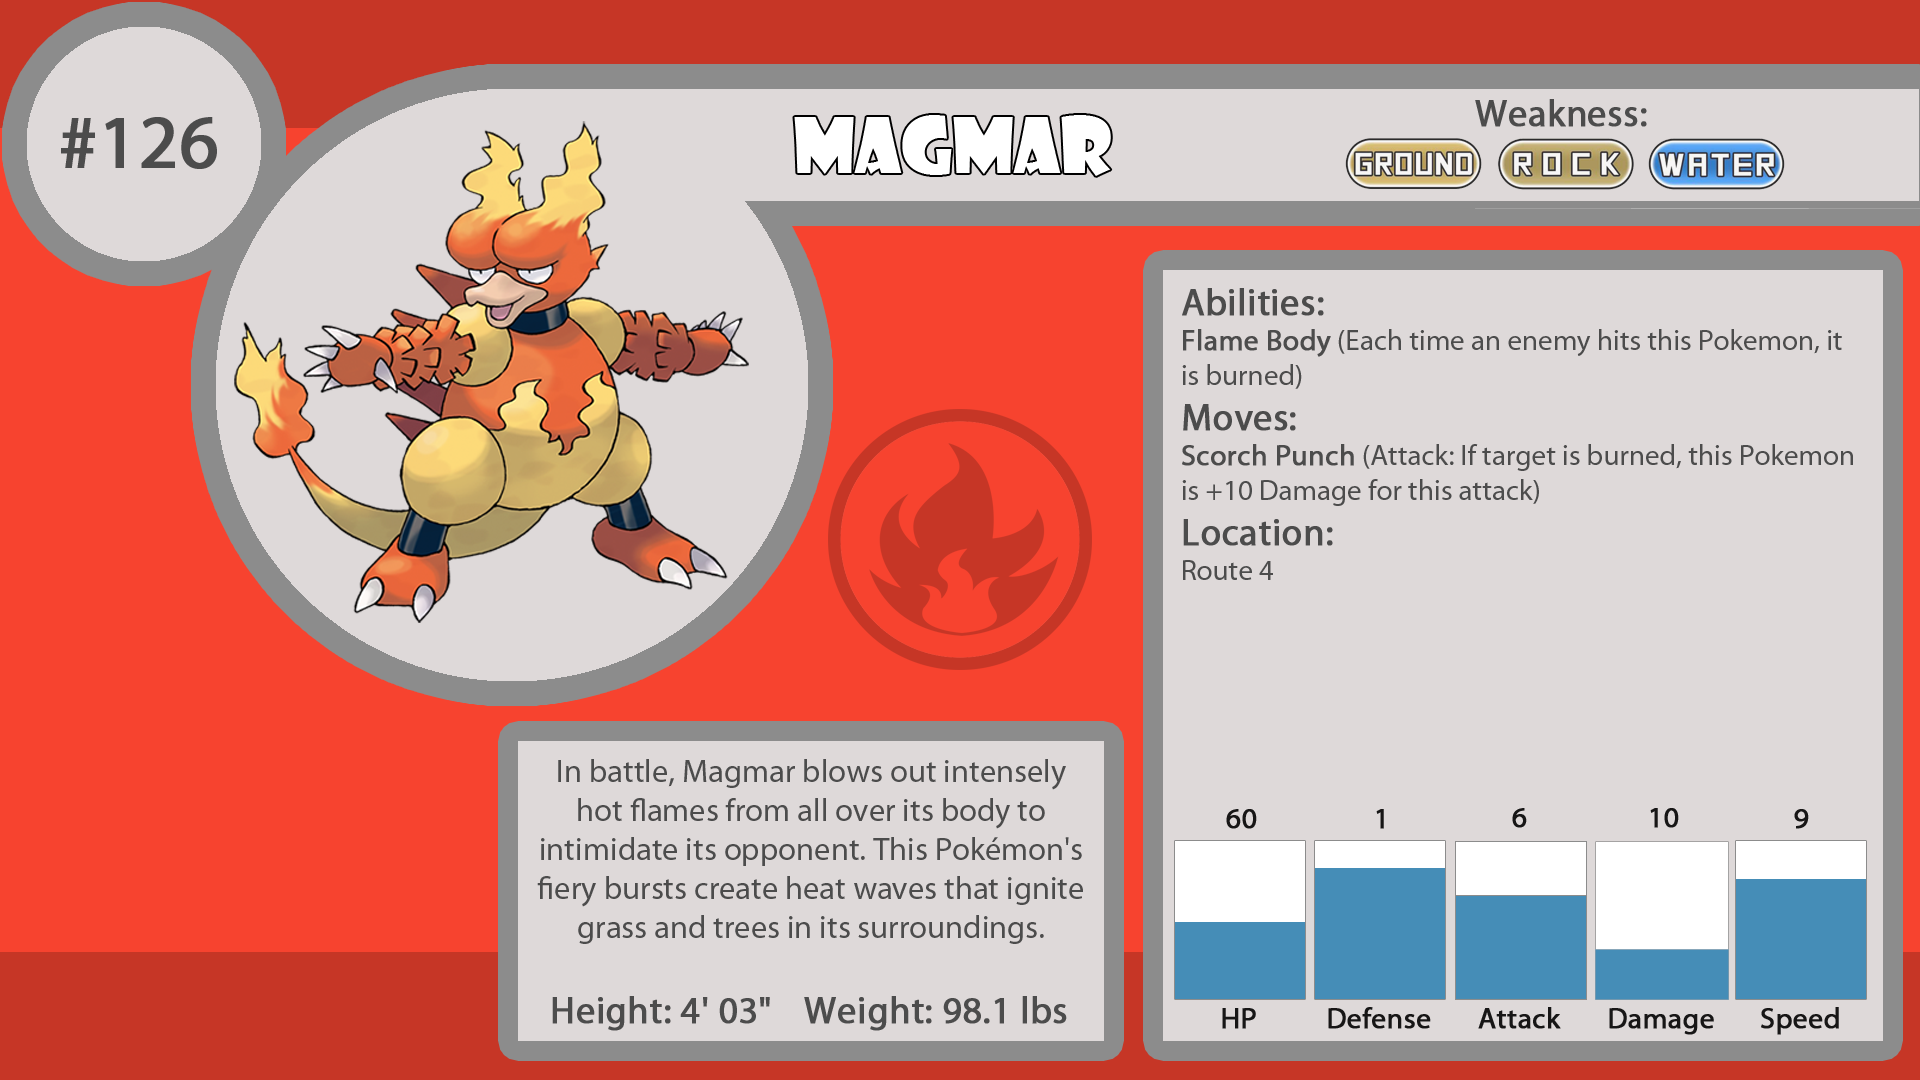 #126
MAGMAR
Weakness:
GROUND ROCK WATER
Abilities:
Flame Body (Each time an enemy hits this Pokemon, it
is burned)
Moves:
Scorch Punch (Attack: If target is burned, this Pokemon
is +10 Damage for this attack)
Location:
Route 4
In battle, Magmar blows out intensely
hot flames from all over its body to
intimidate its opponent. This Pokémon's
fiery bursts create heat waves that ignite
grass and trees in its surroundings.
Height: 4' 03" Weight: 98.1 lbs
60 1 6 10 9
HP Defense Attack Damage Speed